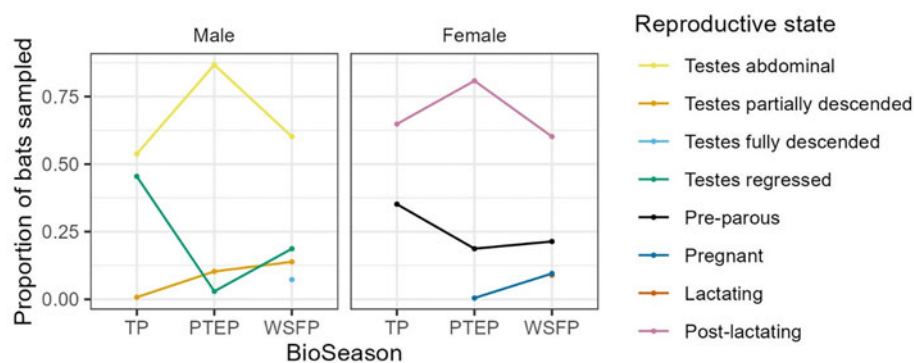 Male Female
Proportion of bats sampled
0.75
0.50
0.25
0.00
TP PTEP WSFP TP PTEP WSFP
BioSeason
Reproductive state
Testes abdominal
Testes partially descended
Testes fully descended
Testes regressed
Pre-parous
Pregnant
Lactating
Post-lactating